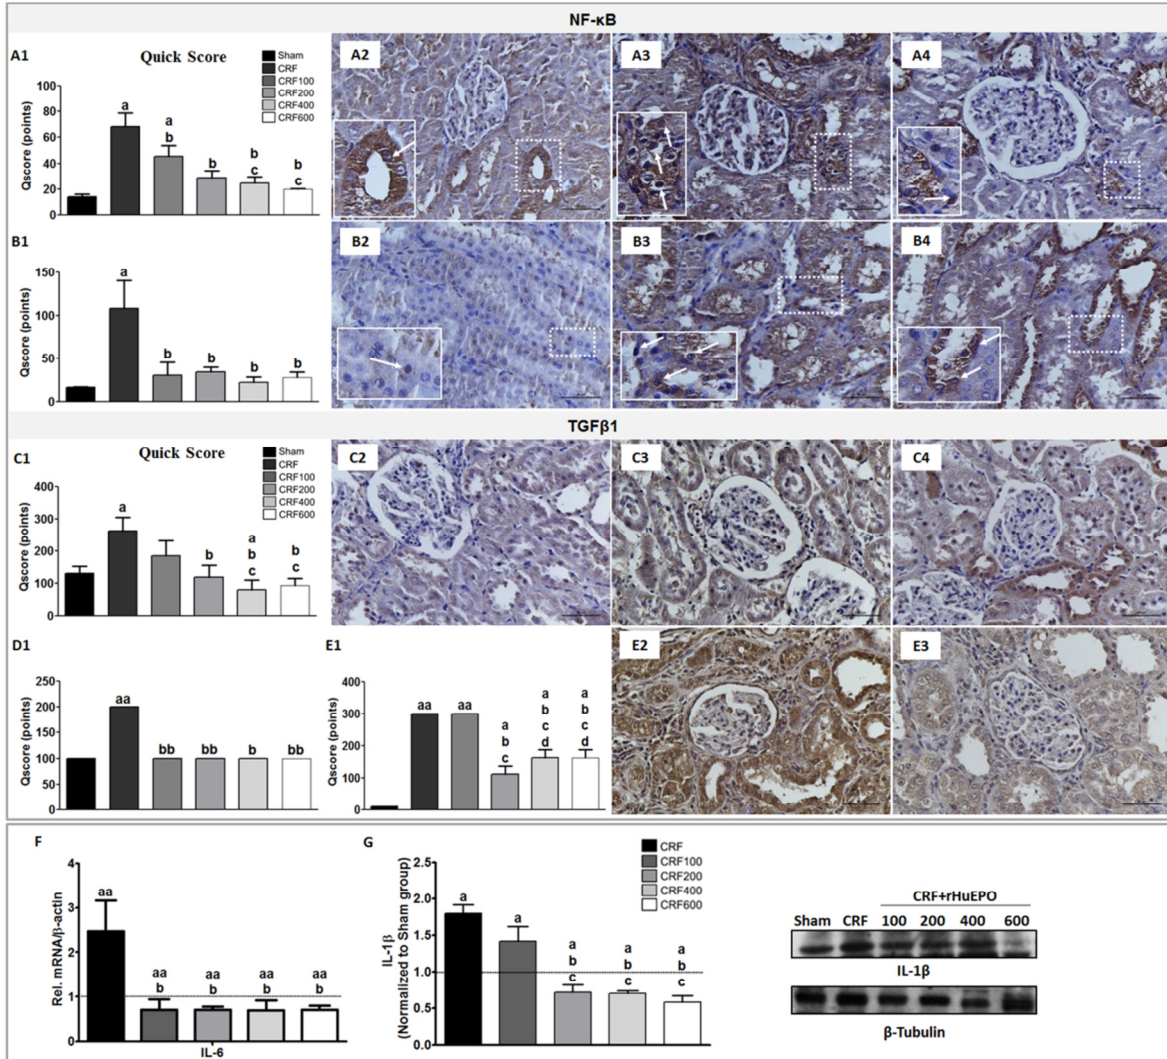 NF-κB
A1
Quick Score
Sham
CRF
CRF100
CRF200
CRF400
CRF600
Qscore (points)
100
80
60
40
20
0
a
a
b
b
b
c
b
c
A2
A3
A4
B1
Qscore (points)
150
100
50
0
a
b
b
b
b
B2
B3
B4
TGFβ1
C1
Quick Score
Sham
CRF
CRF100
CRF200
CRF400
CRF600
Qscore (points)
400
300
200
100
0
a
b
a
b
c
b
c
C2
C3
C4
D1
Qscore (points)
250
200
150
100
50
0
aa
bb
bb
b
bb
E1
Qscore (points)
400
300
200
100
aa
aa
a
b
c
a
b
c
d
a
b
c
d
E2
E3
F
Rel. mRNA/β-actin
4
3
2
1
0
aa
aa
b
aa
b
aa
b
aa
b
IL-6
G
IL-1β
(Normalized to Sham group)
2.5
2.0
1.5
1.0
0.5
0.0
a
a
a
b
c
a
b
c
a
b
c
CRF
CRF100
CRF200
CRF400
CRF600
CRF+rHuEPO
Sham CRF 100 200 400 600
IL-1β
β-Tubulin